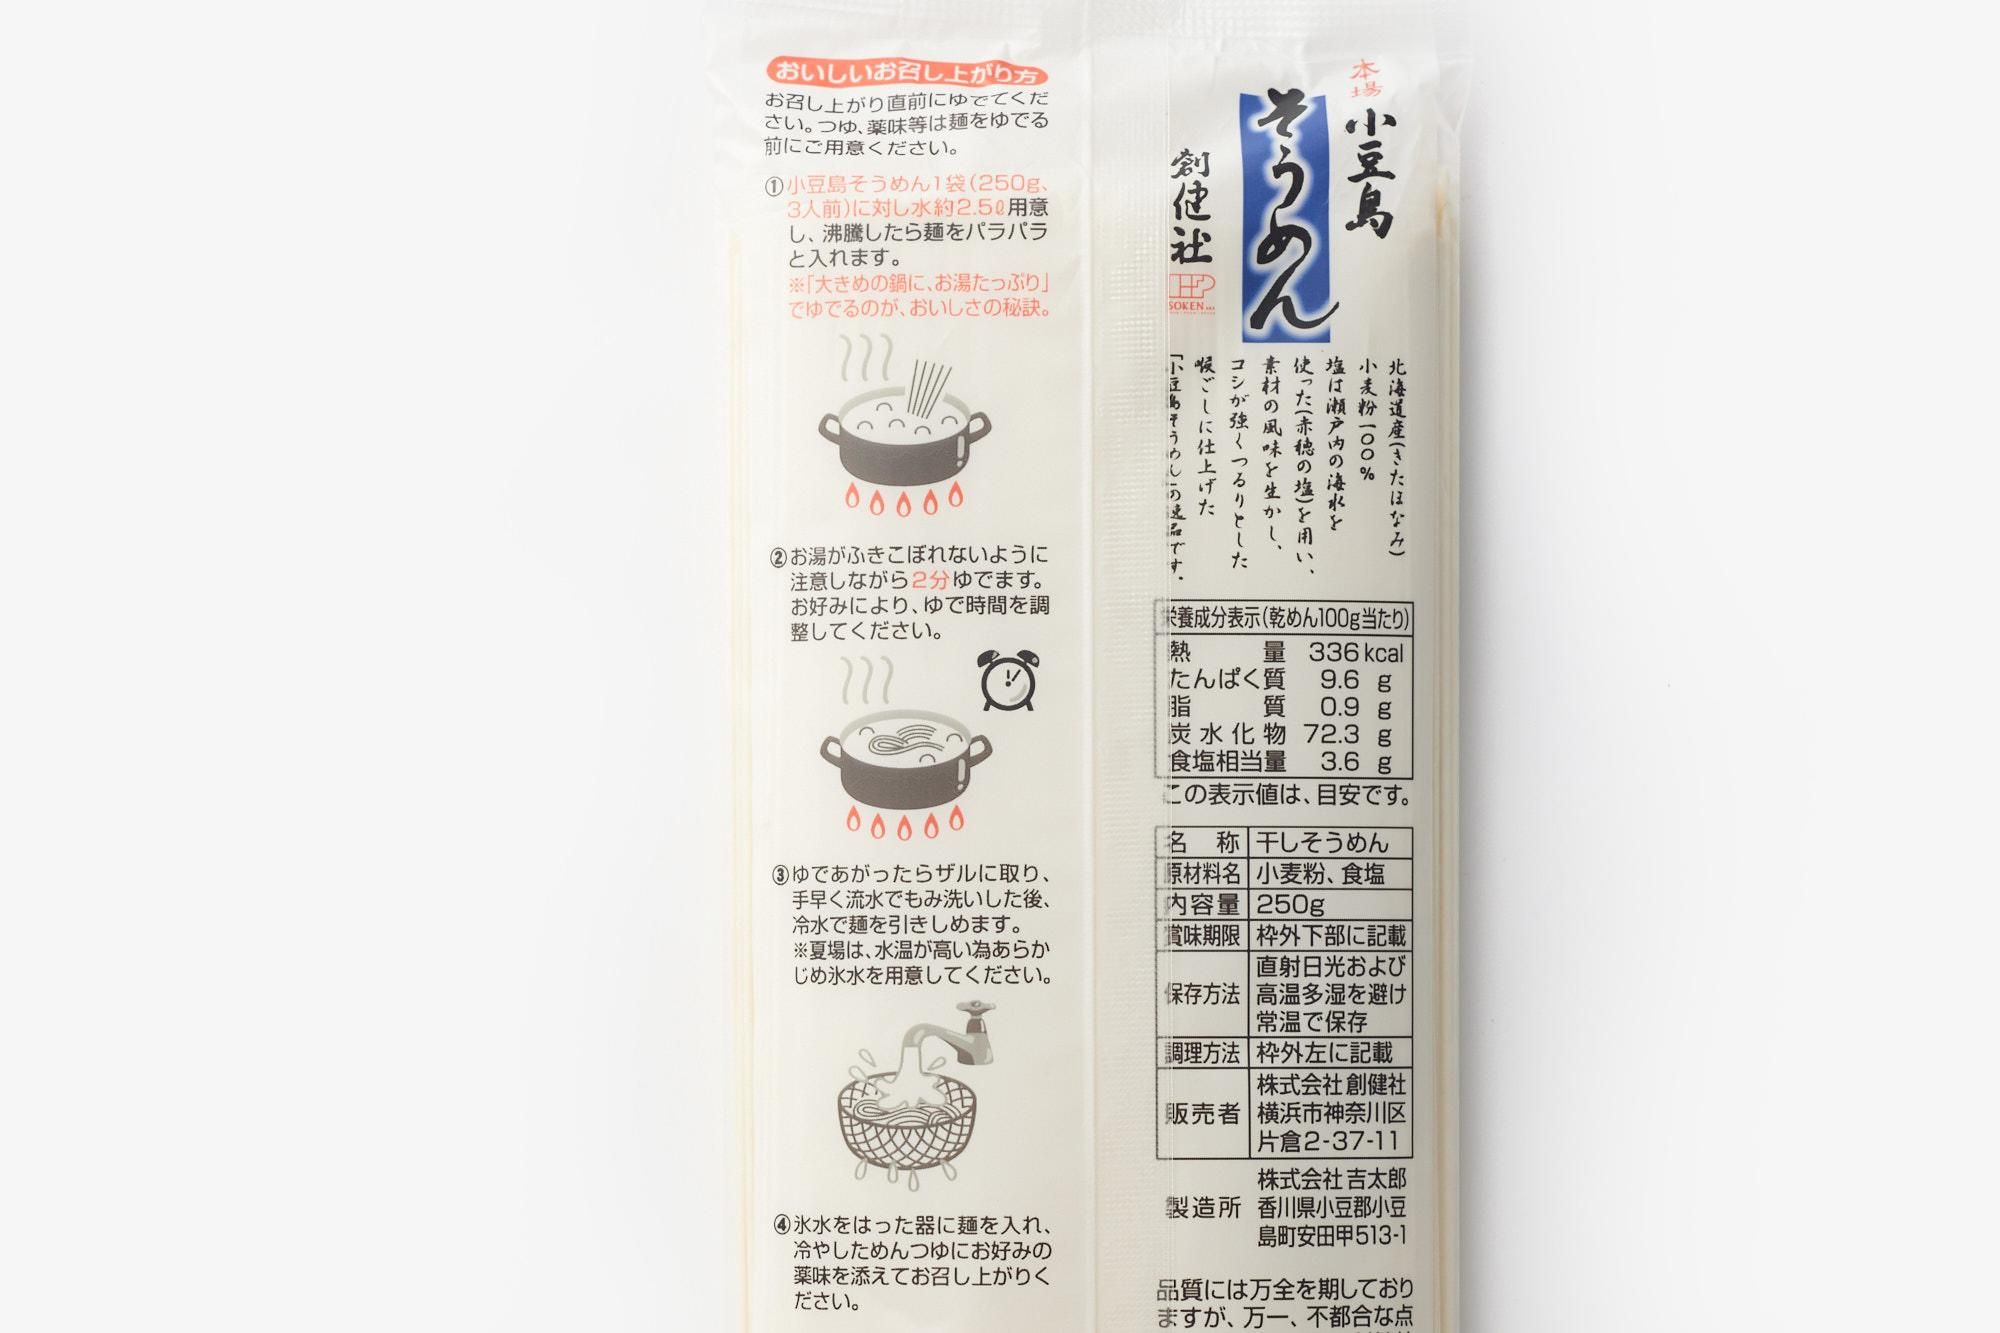 おいしいお召し上がり方
お召し上がり直前にゆでてくだ
さい。つゆ、薬味等は麺をゆでる
前にご用意ください。
①小豆島そうめん1袋(250g、
3人前)に対し水約2.5ℓ用意
し、沸騰したら麺をパラパラ
と入れます。
※「大きめの鍋に、お湯たっぷり」
でゆでるのが、おいしさの秘訣。
②お湯がふきこぼれないように
注意しながら2分ゆでます。
お好みにより、ゆで時間を調
整してください。
③ゆであがったらザルに取り、
手早く流水でもみ洗いした後、
冷水で麺を引きしめます。
※夏場は、水温が高い為あらか
じめ氷水を用意してください。
④氷水をはった器に麺を入れ、
冷やしためんつゆにお好みの
薬味を添えてお召し上がりく
ださい。
本場
小豆島
そうめん
創健社
SOKEN
北海道産(きたほなみ)
小麦粉一〇〇%
塩は瀬戸内の海水を
使った(赤穂の塩)を用い、
素材の風味を生かし、
コシが強くつるりとした
喉ごしに仕上げた
「小豆島そうめん」の逸品です。
栄養成分表示(乾めん100g当たり)
熱量 336kcal
たんぱく質 9.6 g
脂質 0.9 g
炭水化物 72.3 g
食塩相当量 3.6 g
この表示値は、目安です。
名称 干しそうめん
原材料名 小麦粉、食塩
内容量 250g
賞味期限 枠外下部に記載
保存方法 直射日光および
高温多湿を避け
常温で保存
調理方法 枠外左に記載
販売者 株式会社創健社
横浜市神奈川区
片倉2-37-11
製造所 株式会社吉太郎
香川県小豆郡小豆
島町安田甲513-1
品質には万全を期しており
ますが、万一、不都合な点